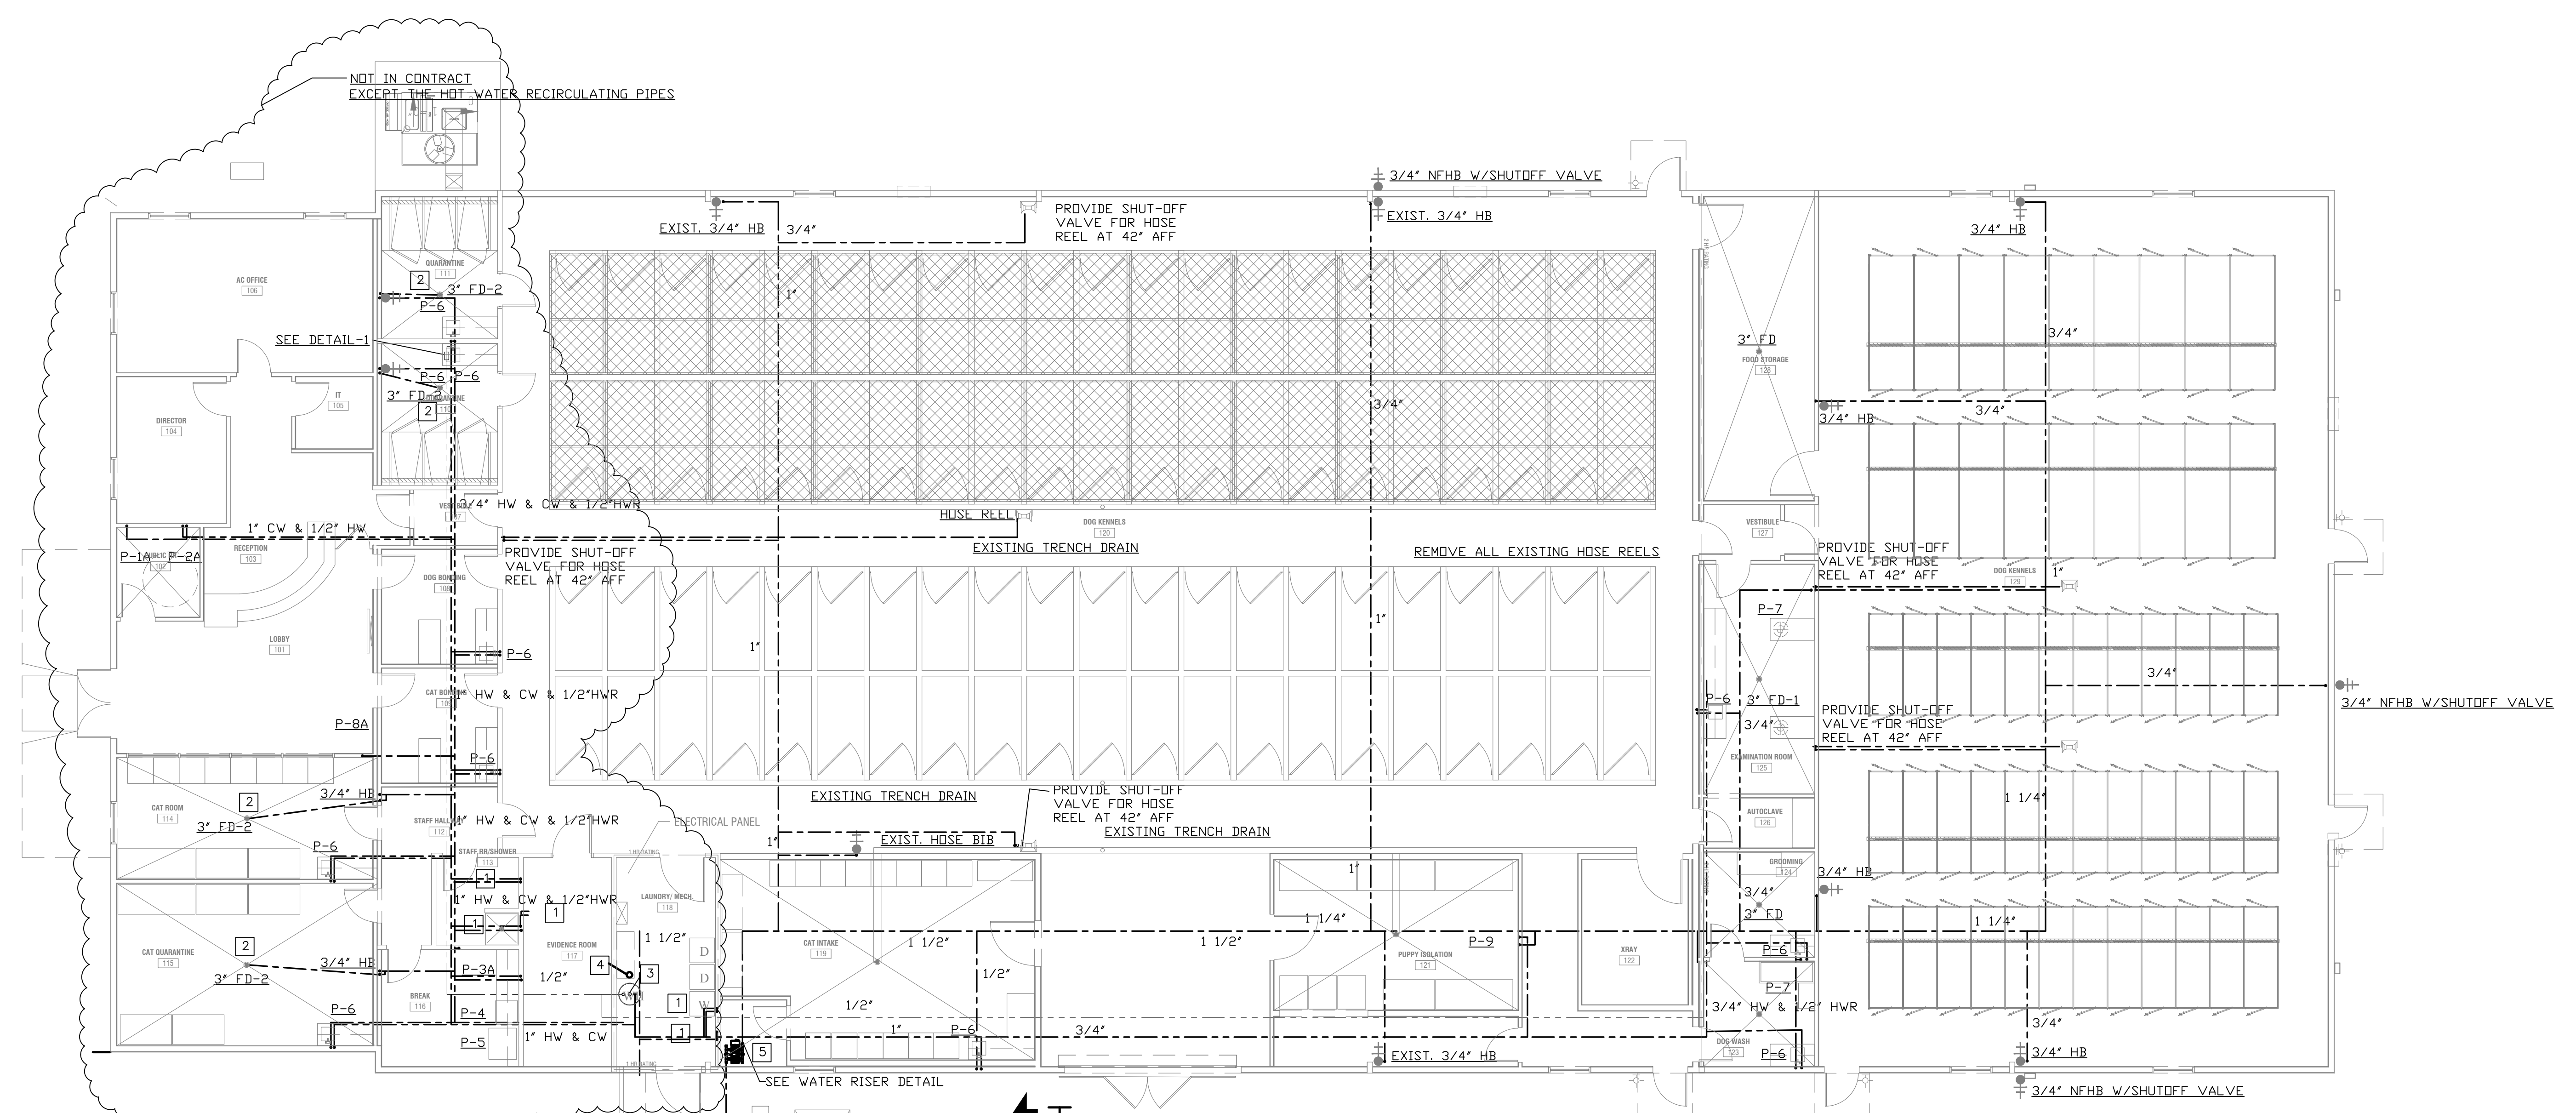 NOT IN CONTRACT
EXCEPT THE HOT WATER RECIRCULATING PIPES
3/4" NFHB W/SHUTOFF VALVE
EXIST. 3/4" HB
EXIST. 3/4" HB
3/4"
PROVIDE SHUT-OFF
VALVE FOR HOSE
REEL AT 42" AFF
3/4" HB
QUARANTINE
111
2
3" FD-2
P-6
AC OFFICE
106
1"
SEE DETAIL-1
P-6
P-6
3" FD-2
2
IT
105
DIRECTOR
104
3/4"
3" FD
FOOD STORAGE
3/4"
3/4"
3/4" HB
3/4" HW & CW & 1/2"HWR
1" CW & 1/2" HW
RECEPTION
103
P-1A
P-2A
102
HOSE REEL
DOG KENNELS
120
EXISTING TRENCH DRAIN
REMOVE ALL EXISTING HOSE REELS
VESTIBULE
127
PROVIDE SHUT-OFF
VALVE FOR HOSE
REEL AT 42" AFF
PROVIDE SHUT-OFF
VALVE FOR HOSE
REEL AT 42" AFF
DOG KENNELS
129
1"
P-7
1"
1"
LOBBY
101
P-6
1" HW & CW & 1/2"HWR
P-8A
P-6
P-6
3" FD-1
3/4"
EXAMINATION ROOM
125
3/4"
3/4" NFHB W/SHUTOFF VALVE
PROVIDE SHUT-OFF
VALVE FOR HOSE
REEL AT 42" AFF
CAT ROOM
114
2
3" FD-2
3/4" HB
STAFF HALLWAY
112
1" HW & CW & 1/2"HWR
ELECTRICAL PANEL
EXISTING TRENCH DRAIN
PROVIDE SHUT-OFF
VALVE FOR HOSE
REEL AT 42" AFF
EXISTING TRENCH DRAIN
EXIST. HOSE BIB
1"
AUTOCLAVE
126
1 1/4"
P-6
STAFF RR/SHOWER
113
1 HR RATING
1
1" HW & CW & 1/2"HWR
1
1
LAUNDRY/ MECH.
118
1"
1 1/4"
GROOMING
124
3/4"
3" FD
3/4" HB
1 1/4"
CAT QUARANTINE
115
2
3" FD-2
3/4" HB
P-3A
1/2"
EVIDENCE ROOM
117
4
3
1 1/2"
D
D
W
1
1
CAT INTAKE
119
1 1/2"
1/2"
1/2"
1 1/2"
PUPPY ISOLATION
121
P-9
XRAY
122
P-6
P-7
3/4" HW & 1/2" HWR
BREAK
116
P-6
P-4
P-5
1" HW & CW
1 HR RATING
5
1"
P-6
3/4"
EXIST. 3/4" HB
DOG WASH
123
P-6
3/4"
3/4" HB
3/4" NFHB W/SHUTOFF VALVE
SEE WATER RISER DETAIL